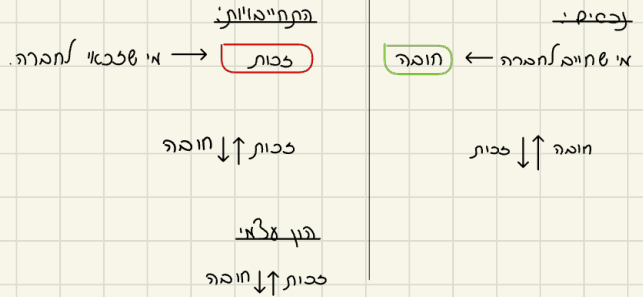 נכסים:
מי שחייב לחברה ← חובה
זכות ↓↑ חובה
התחייבויות:
זכות ← מי שזכאי לחברה.
חובה ↓↑ זכות
הון עצמי
חובה ↓↑ זכות